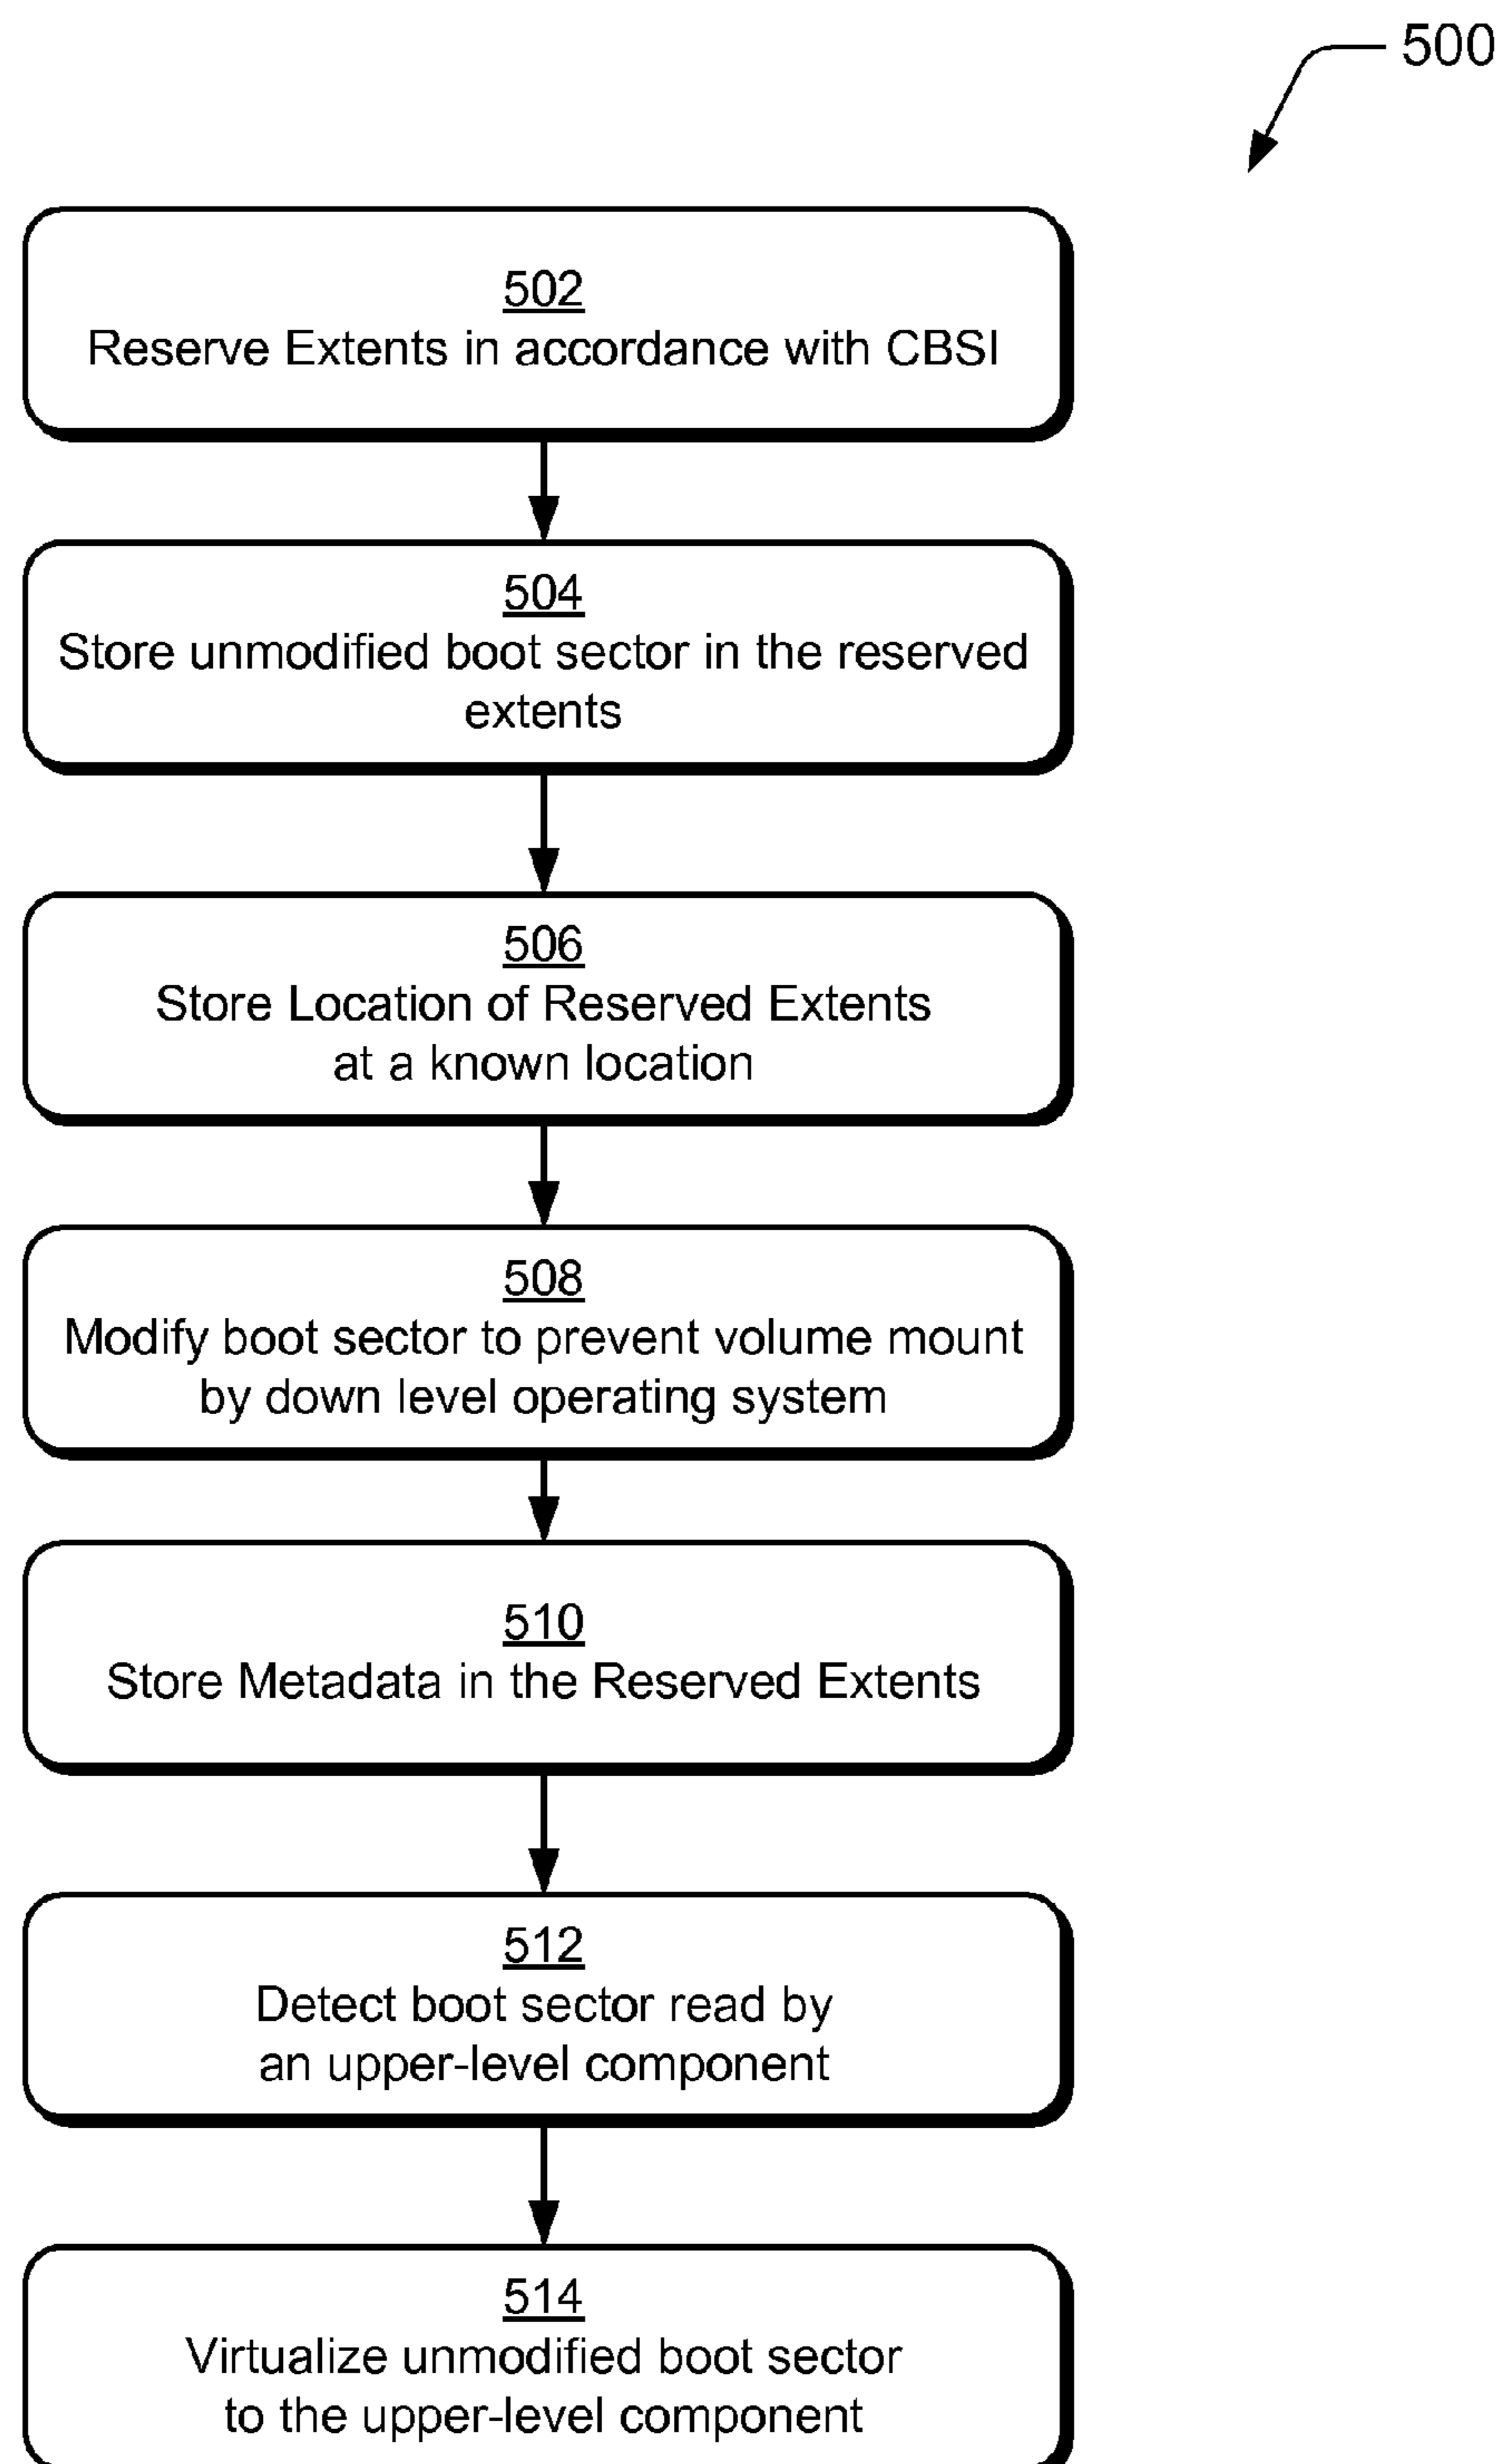 500
502
Reserve Extents in accordance with CBSI
504
Store unmodified boot sector in the reserved
extents
506
Store Location of Reserved Extents
at a known location
508
Modify boot sector to prevent volume mount
by down level operating system
510
Store Metadata in the Reserved Extents
512
Detect boot sector read by
an upper-level component
514
Virtualize unmodified boot sector
to the upper-level component